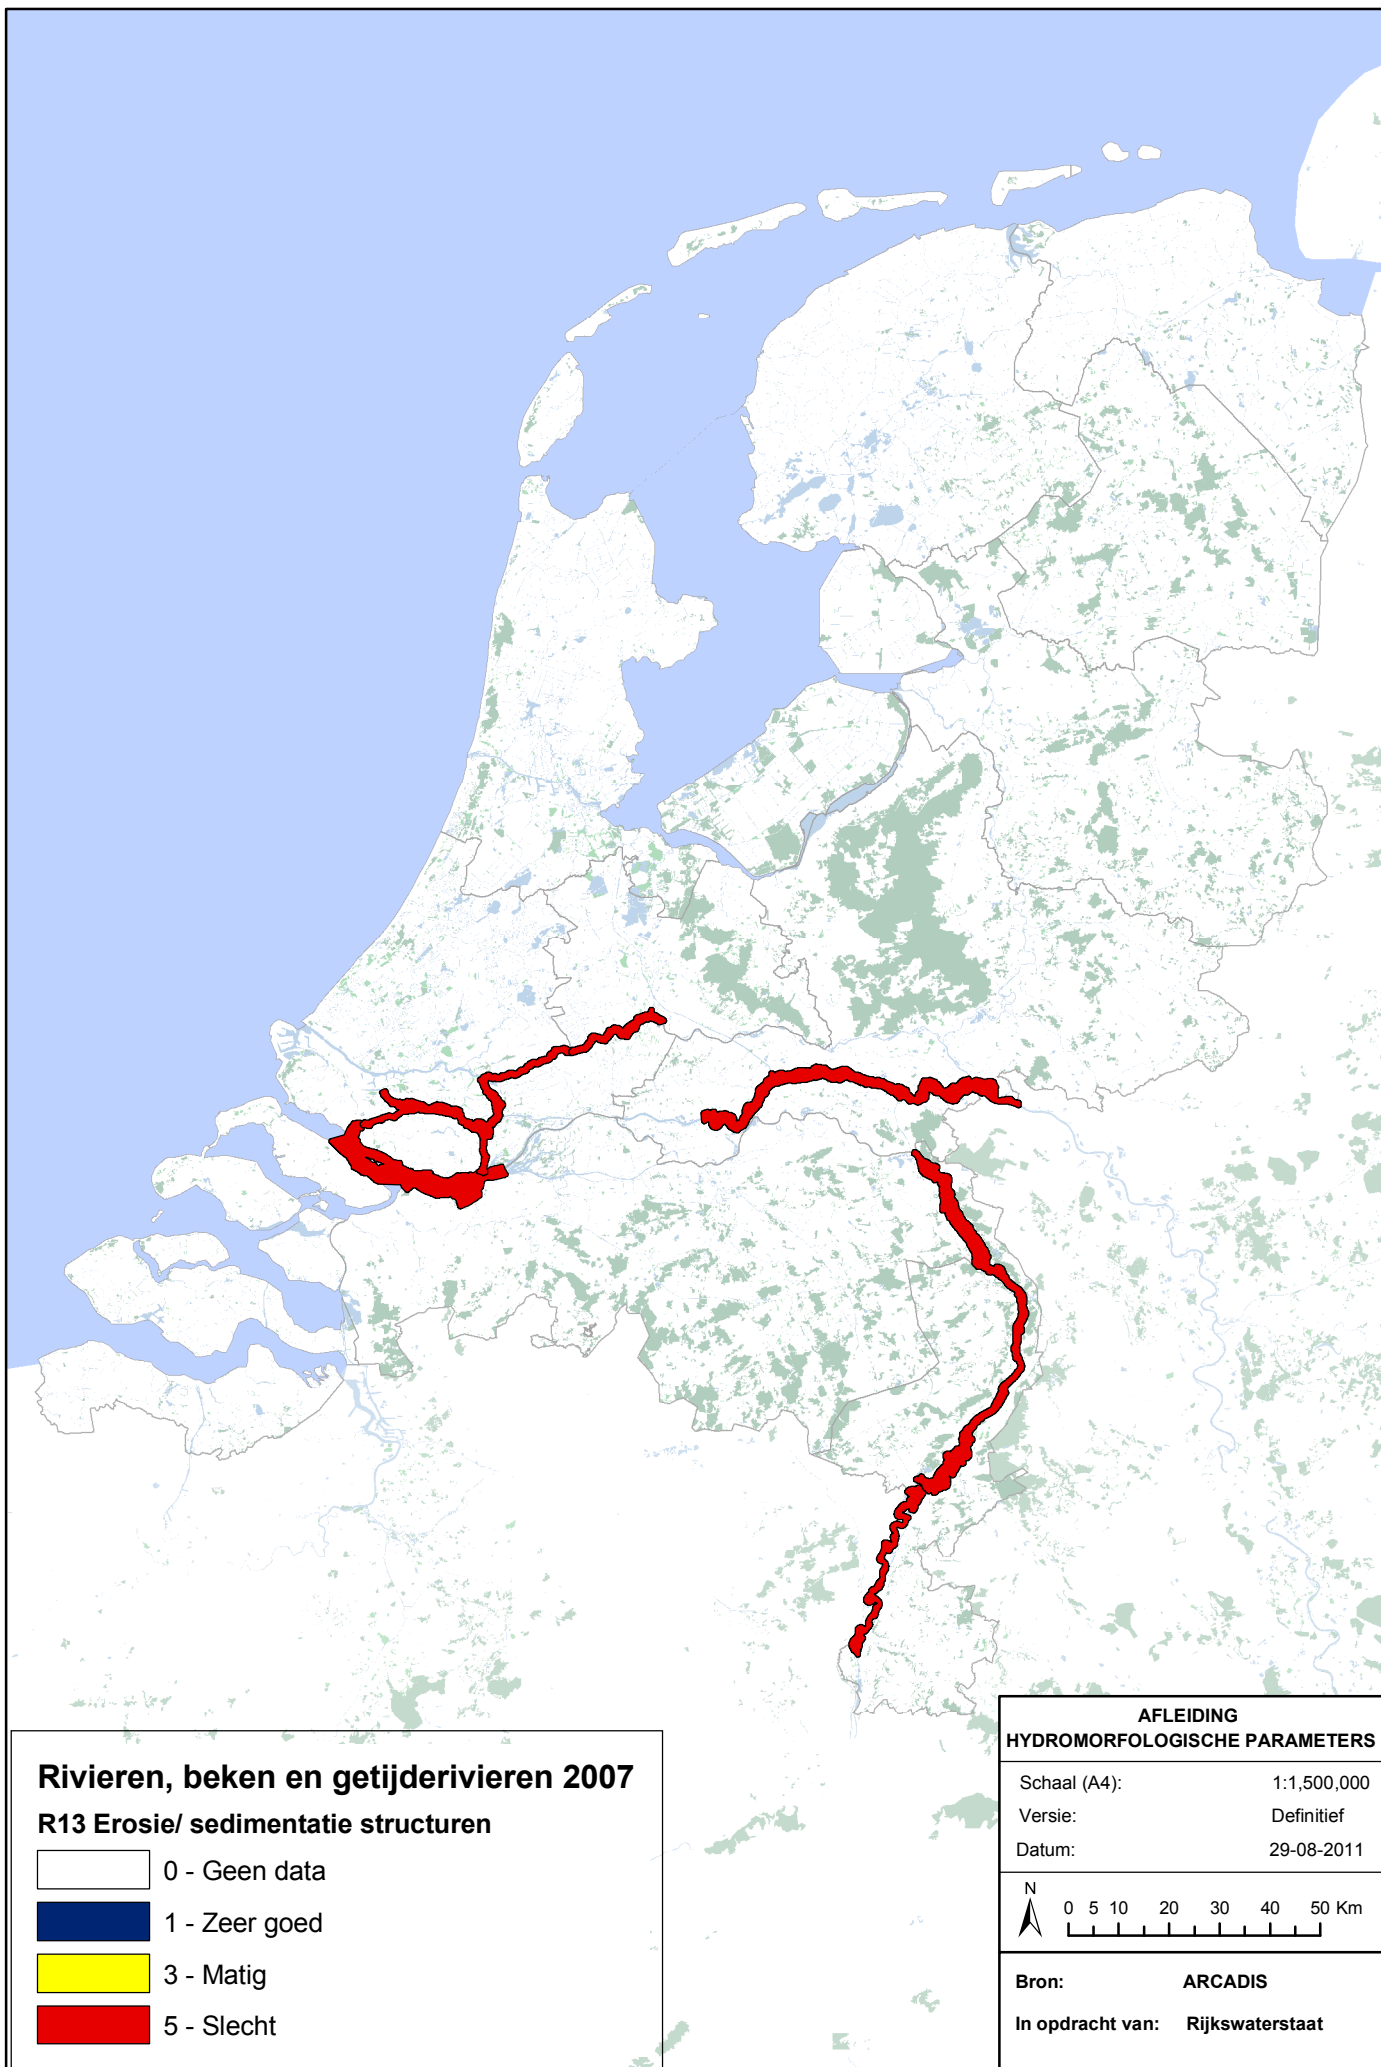 Rivieren, beken en getijderivieren 2007
R13 Erosie/ sedimentatie structuren
0 - Geen data
1 - Zeer goed
3 - Matig
5 - Slecht
AFLEIDING
HYDROMORFOLOGISCHE PARAMETERS
Schaal (A4): 1:1,500,000
Versie: Definitief
Datum: 29-08-2011
N
0 5 10 20 30 40 50 Km
Bron: ARCADIS
In opdracht van: Rijkswaterstaat